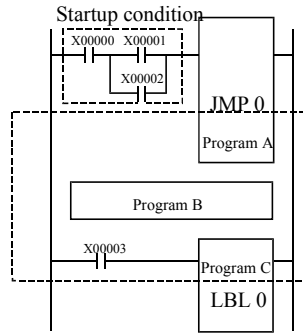 Startup condition
X00000 X00001
X00002
JMP 0
Program A
Program B
X00003
Program C
LBL 0